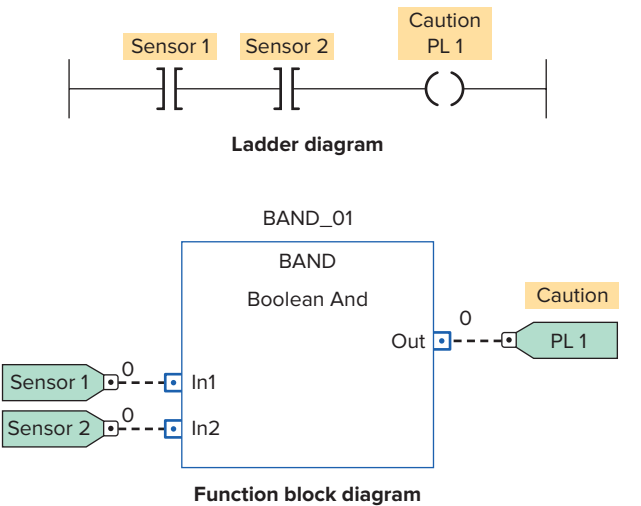 Caution
Sensor 1 Sensor 2 PL 1
Ladder diagram
BAND_01
BAND
Boolean And
Caution
0
Out PL 1
0
Sensor 1 In1
0
Sensor 2 In2
Function block diagram